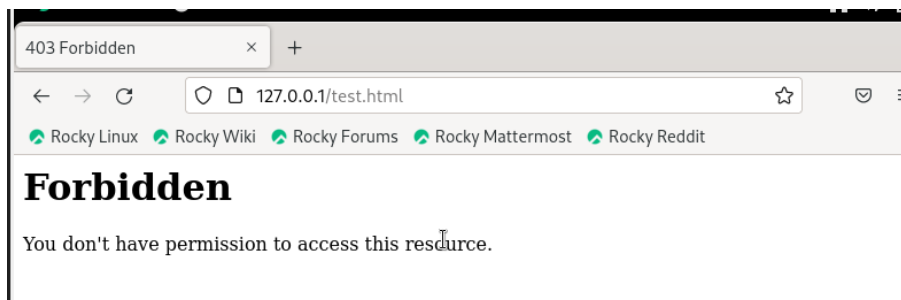 403 Forbidden
127.0.0.1/test.html
Rocky Linux Rocky Wiki Rocky Forums Rocky Mattermost Rocky Reddit
Forbidden
You don't have permission to access this resource.